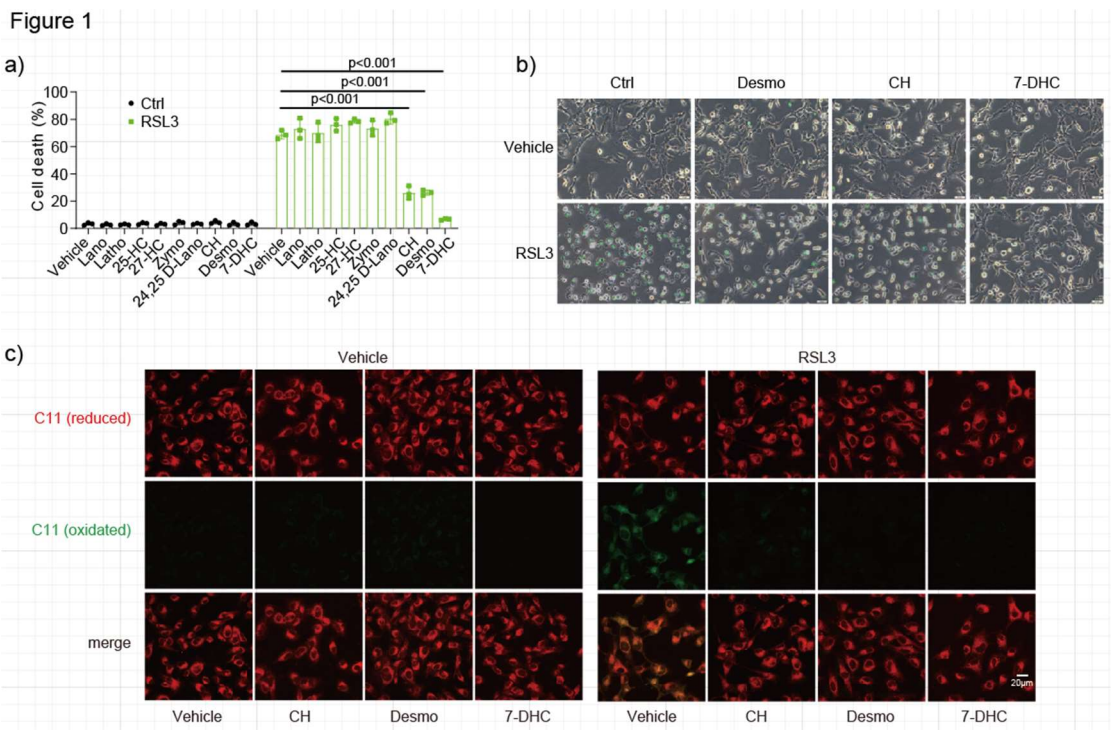 Figure 1
a)
p<0.001
p<0.001
p<0.001
Cell death (%)
100
80
60
40
20
0
Ctrl
RSL3
Vehicle
Lano
Latho
25-HC
27-HC
Zymo
24,25 D-Lano
CH
Desmo
7-DHC
Vehicle
Lano
Latho
25-HC
27-HC
Zymo
24,25 D-Lano
CH
Desmo
7-DHC
b)
Ctrl Desmo CH 7-DHC
Vehicle
RSL3
c)
Vehicle RSL3
C11 (reduced)
C11 (oxidated)
merge
20μm
Vehicle CH Desmo 7-DHC Vehicle CH Desmo 7-DHC